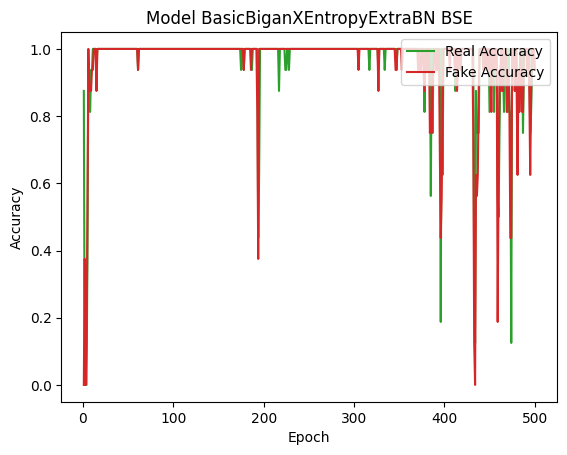 Model BasicBiganXEntropyExtraBN BSE
Real Accuracy
Fake Accuracy
Accuracy
1.0
0.8
0.6
0.4
0.2
0.0
0
100
200
300
400
500
Epoch